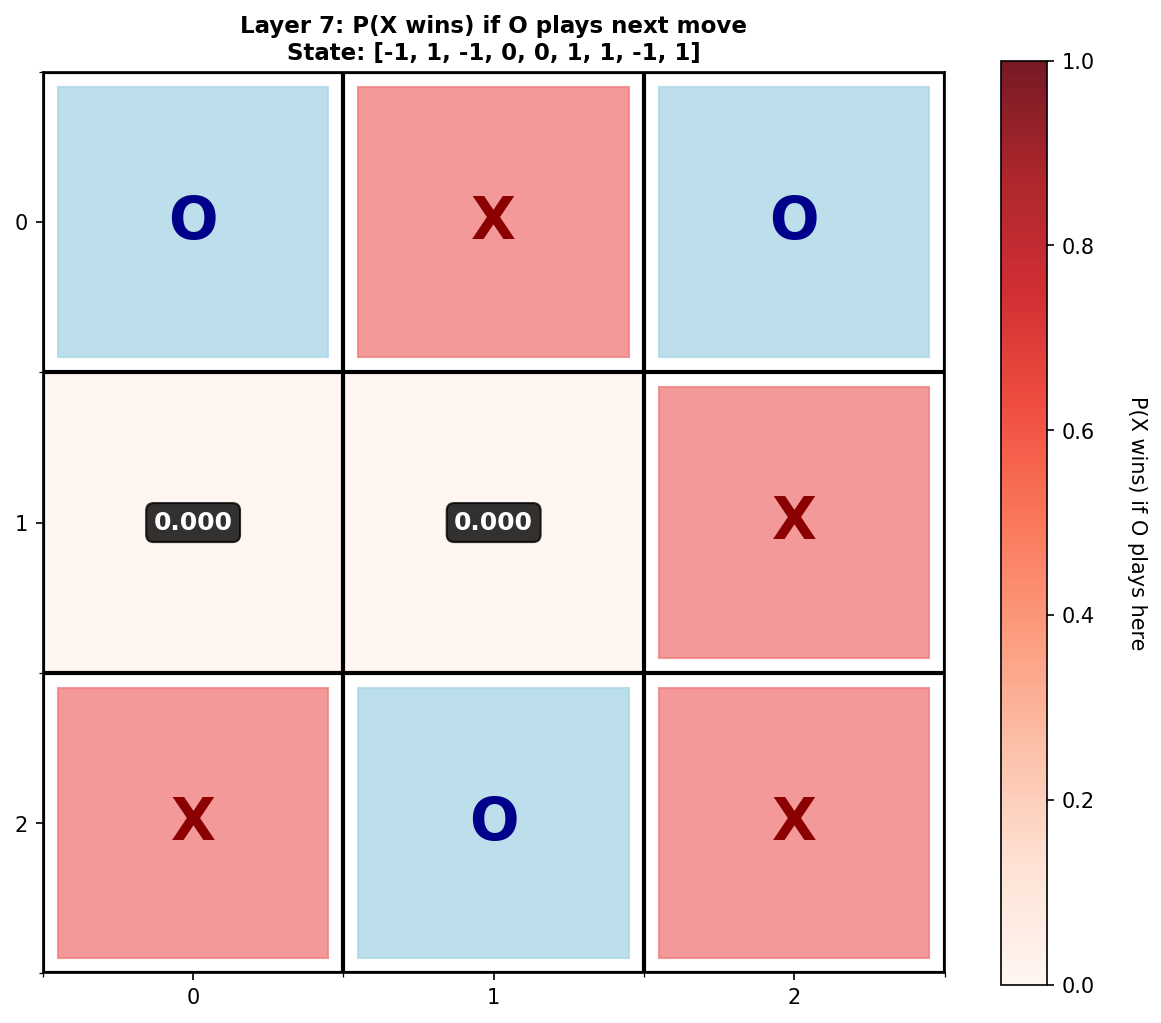 Layer 7: P(X wins) if O plays next move
State: [-1, 1, -1, 0, 0, 1, 1, -1, 1]
O X O
0.000 0.000 X
X O X
0
1
2
0 1 2
1.0
0.8
0.6
0.4
0.2
0.0
P(X wins) if O plays here